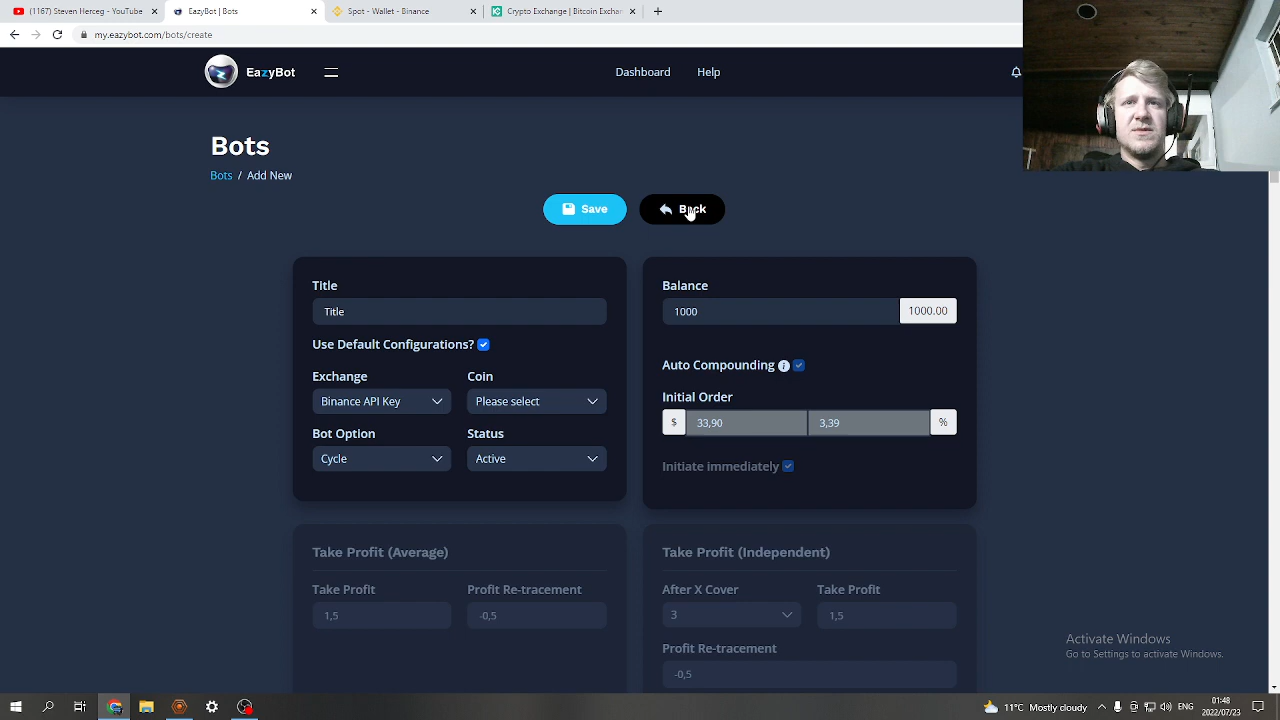 (1167) Steven Herceg - YouTube
EazyBot | Bots
Spot - Wallet - Binance
Crypto Exchange | Bitcoin Exchan
my.eazybot.com/bots/create
EazyBot
Dashboard
Help
Bots
Bots / Add New
Save
Back
Title
Title
Use Default Configurations?
Exchange
Coin
Binance API Key
Please select
Bot Option
Status
Cycle
Active
Balance
1000
1000.00
Auto Compounding
Initial Order
$
33,90
3,39
%
Initiate immediately
Take Profit (Average)
Take Profit
Profit Re-tracement
1,5
-0,5
Take Profit (Independent)
After X Cover
Take Profit
3
1,5
Profit Re-tracement
-0,5
Activate Windows
Go to Settings to activate Windows.
11°C Mostly cloudy
ENG
01:48
2022/07/23